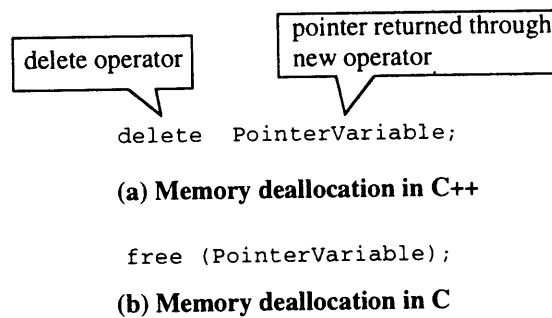 delete operator
pointer returned through
new operator
delete PointerVariable;
(a) Memory deallocation in C++
free (PointerVariable);
(b) Memory deallocation in C